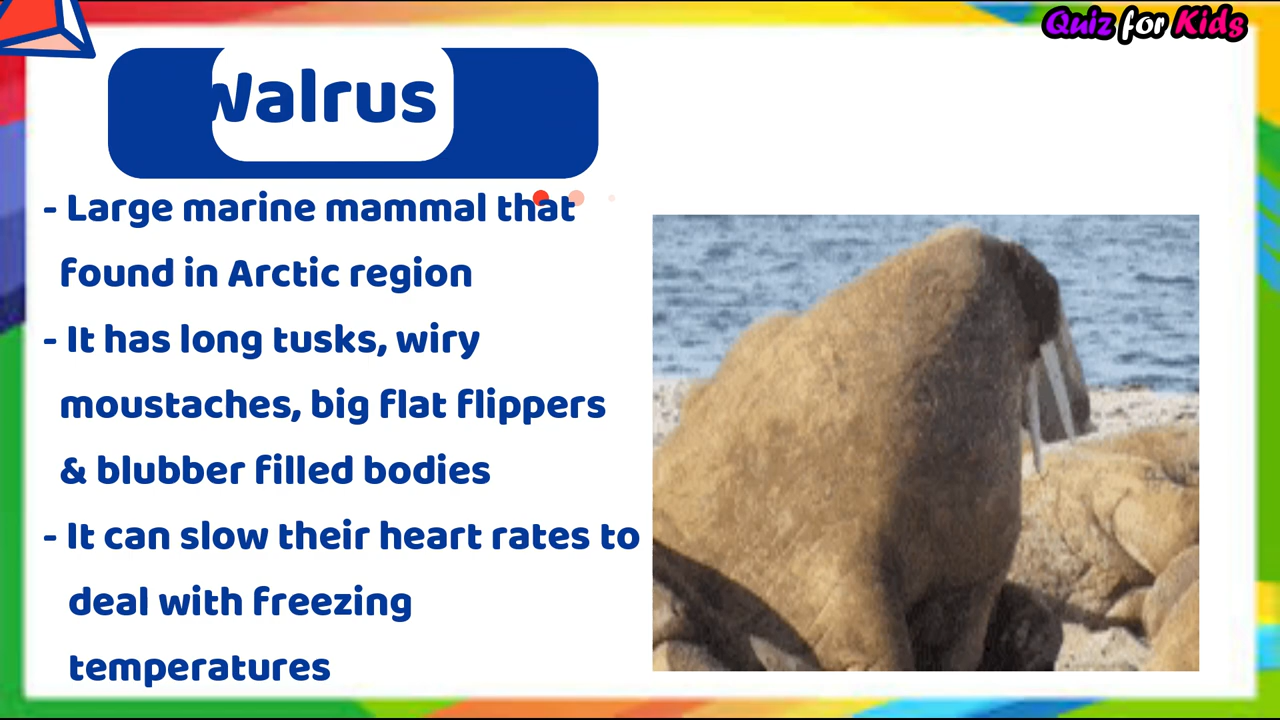 Quiz for Kids
Walrus
- Large marine mammal that
found in Arctic region
- It has long tusks, wiry
moustaches, big flat flippers
& blubber filled bodies
- It can slow their heart rates to
deal with freezing
temperatures